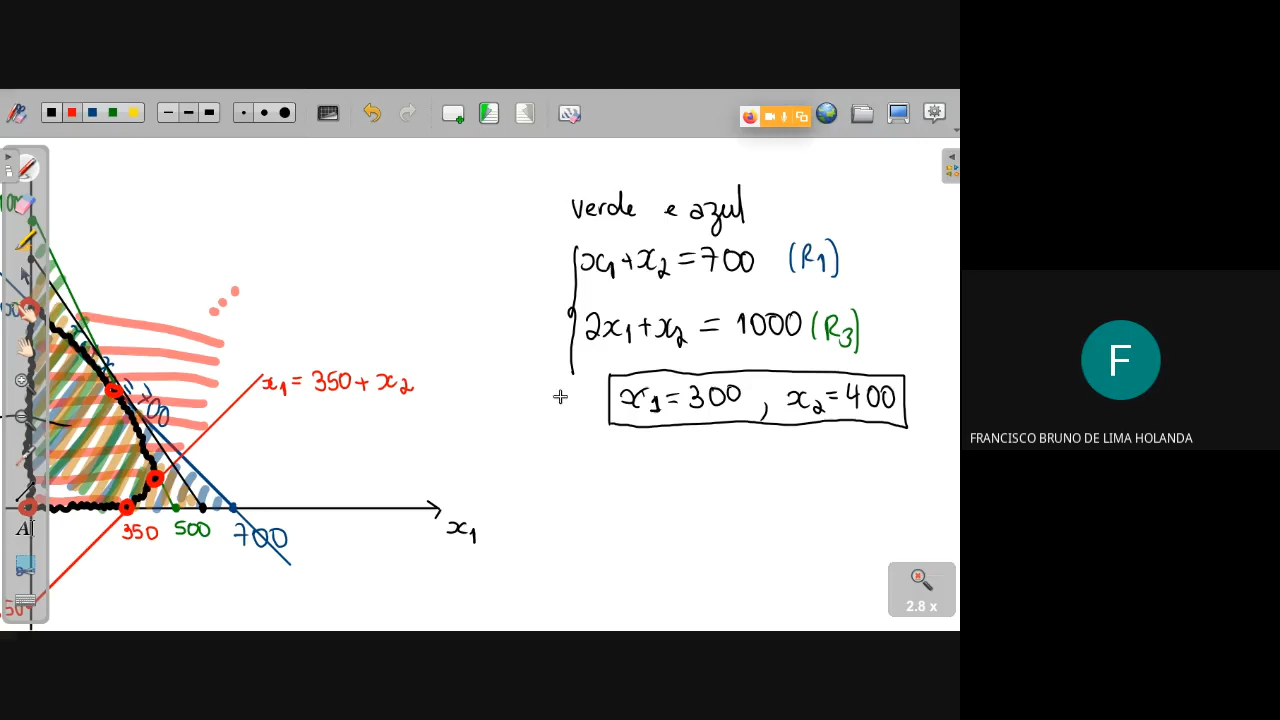 verde e azul
x₁+x₂=700 (R₁)
2x₁+x₂ = 1000 (R₃)
x₁=300, x₂=400
x₁=350+x₂
700
350 500 700
x₁
2.8 x
F
FRANCISCO BRUNO DE LIMA HOLANDA